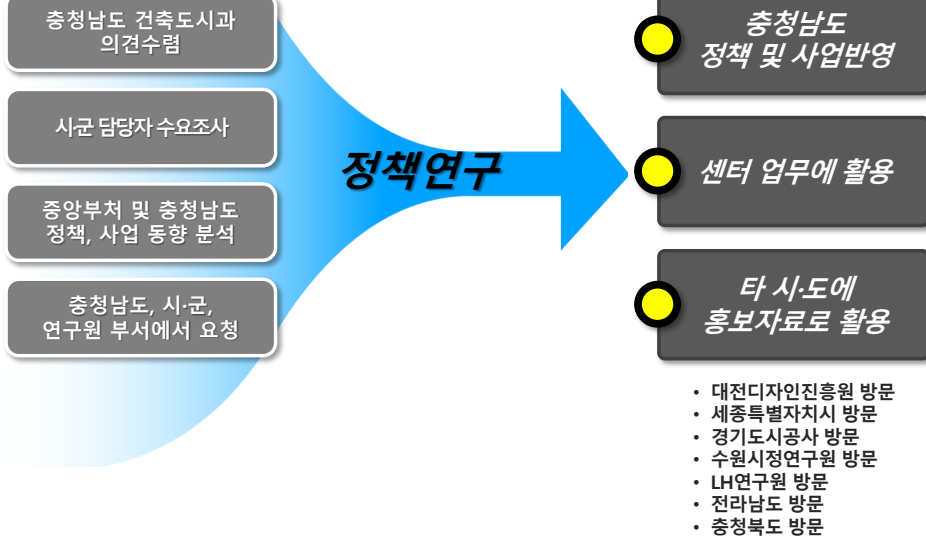 충청남도 건축도시과
의견수렴
시군 담당자 수요조사
중앙부처 및 충청남도
정책, 사업 동향 분석
충청남도, 시·군,
연구원 부서에서 요청
정책연구
충청남도
정책 및 사업반영
센터 업무에 활용
타 시·도에
홍보자료로 활용
• 대전디자인진흥원 방문
• 세종특별자치시 방문
• 경기도시공사 방문
• 수원시정연구원 방문
• LH연구원 방문
• 전라남도 방문
• 충청북도 방문